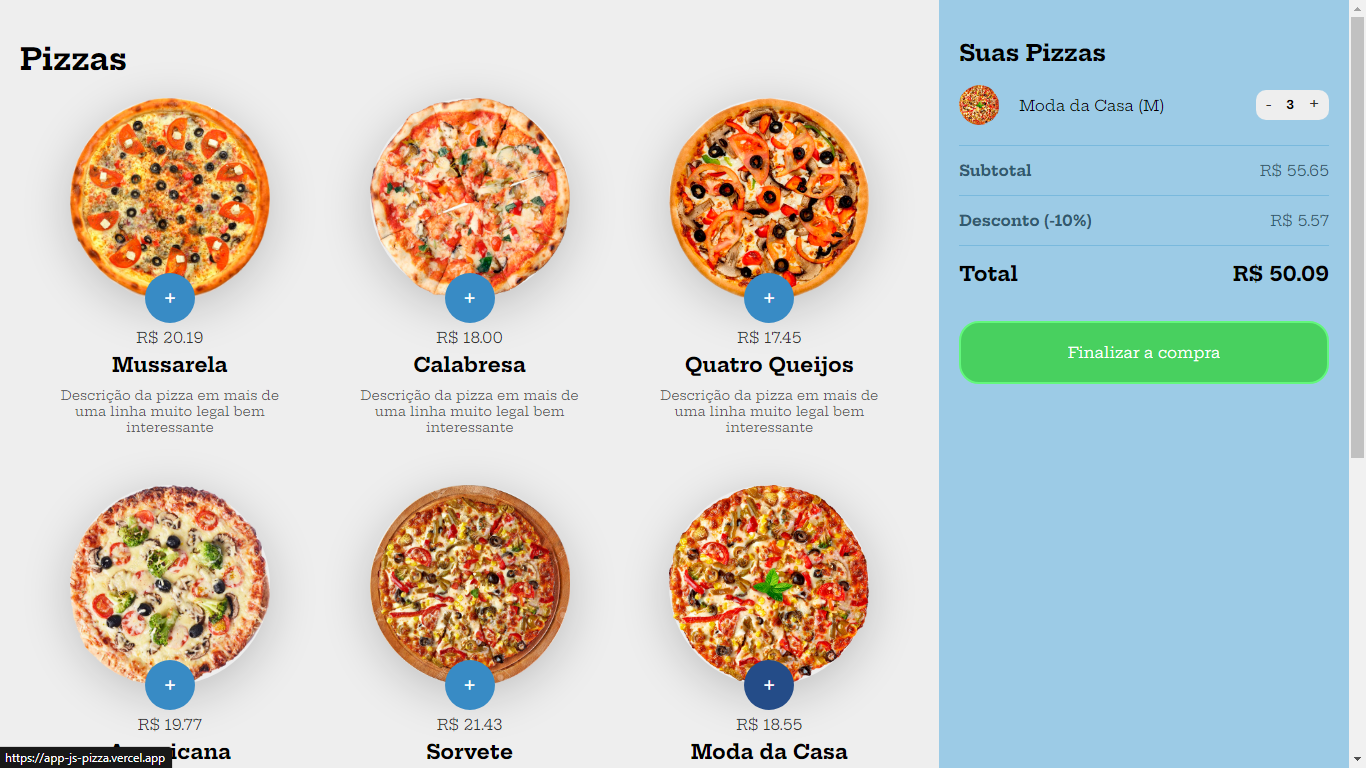 Pizzas
+
+
+
R$ 20.19
R$ 18.00
R$ 17.45
Mussarela
Calabresa
Quatro Queijos
Descrição da pizza em mais de
uma linha muito legal bem
interessante
Descrição da pizza em mais de
uma linha muito legal bem
interessante
Descrição da pizza em mais de
uma linha muito legal bem
interessante
+
+
+
R$ 19.77
R$ 21.43
R$ 18.55
Sorvete
Moda da Casa
Suas Pizzas
Moda da Casa (M)
- 3 +
Subtotal R$ 55.65
Desconto (-10%) R$ 5.57
Total R$ 50.09
Finalizar a compra
https://app-js-pizza.vercel.app